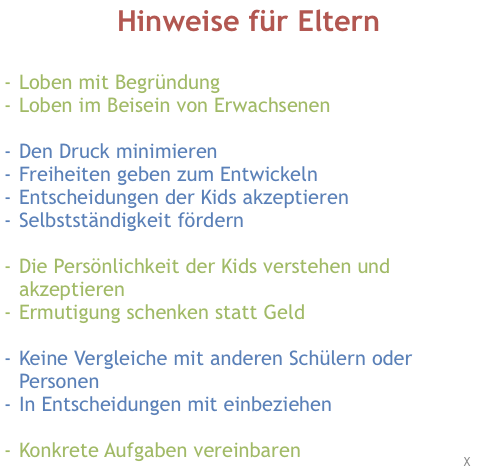 Hinweise für Eltern
- Loben mit Begründung
- Loben im Beisein von Erwachsenen
- Den Druck minimieren
- Freiheiten geben zum Entwickeln
- Entscheidungen der Kids akzeptieren
- Selbstständigkeit fördern
- Die Persönlichkeit der Kids verstehen und
akzeptieren
- Ermutigung schenken statt Geld
- Keine Vergleiche mit anderen Schülern oder
Personen
- In Entscheidungen mit einbeziehen
- Konkrete Aufgaben vereinbaren
X